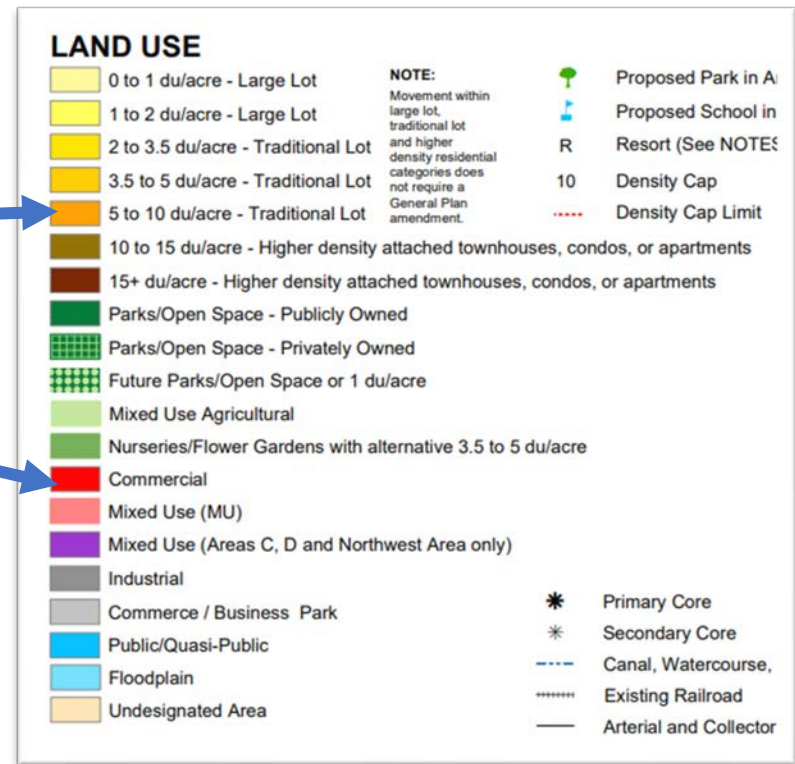 LAND USE
0 to 1 du/acre - Large Lot
1 to 2 du/acre - Large Lot
2 to 3.5 du/acre - Traditional Lot
3.5 to 5 du/acre - Traditional Lot
5 to 10 du/acre - Traditional Lot
10 to 15 du/acre - Higher density attached townhouses, condos, or apartments
15+ du/acre - Higher density attached townhouses, condos, or apartments
Parks/Open Space - Publicly Owned
Parks/Open Space - Privately Owned
Future Parks/Open Space or 1 du/acre
Mixed Use Agricultural
Nurseries/Flower Gardens with alternative 3.5 to 5 du/acre
Commercial
Mixed Use (MU)
Mixed Use (Areas C, D and Northwest Area only)
Industrial
Commerce / Business Park
Public/Quasi-Public
Floodplain
Undesignated Area
NOTE:
Movement within
large lot,
traditional lot
and higher
density residential
categories does
not require a
General Plan
amendment.
Proposed Park in
Proposed School in
R Resort (See NOTES
10 Density Cap
Density Cap Limit
Primary Core
Secondary Core
Canal, Watercourse,
Existing Railroad
Arterial and Collector